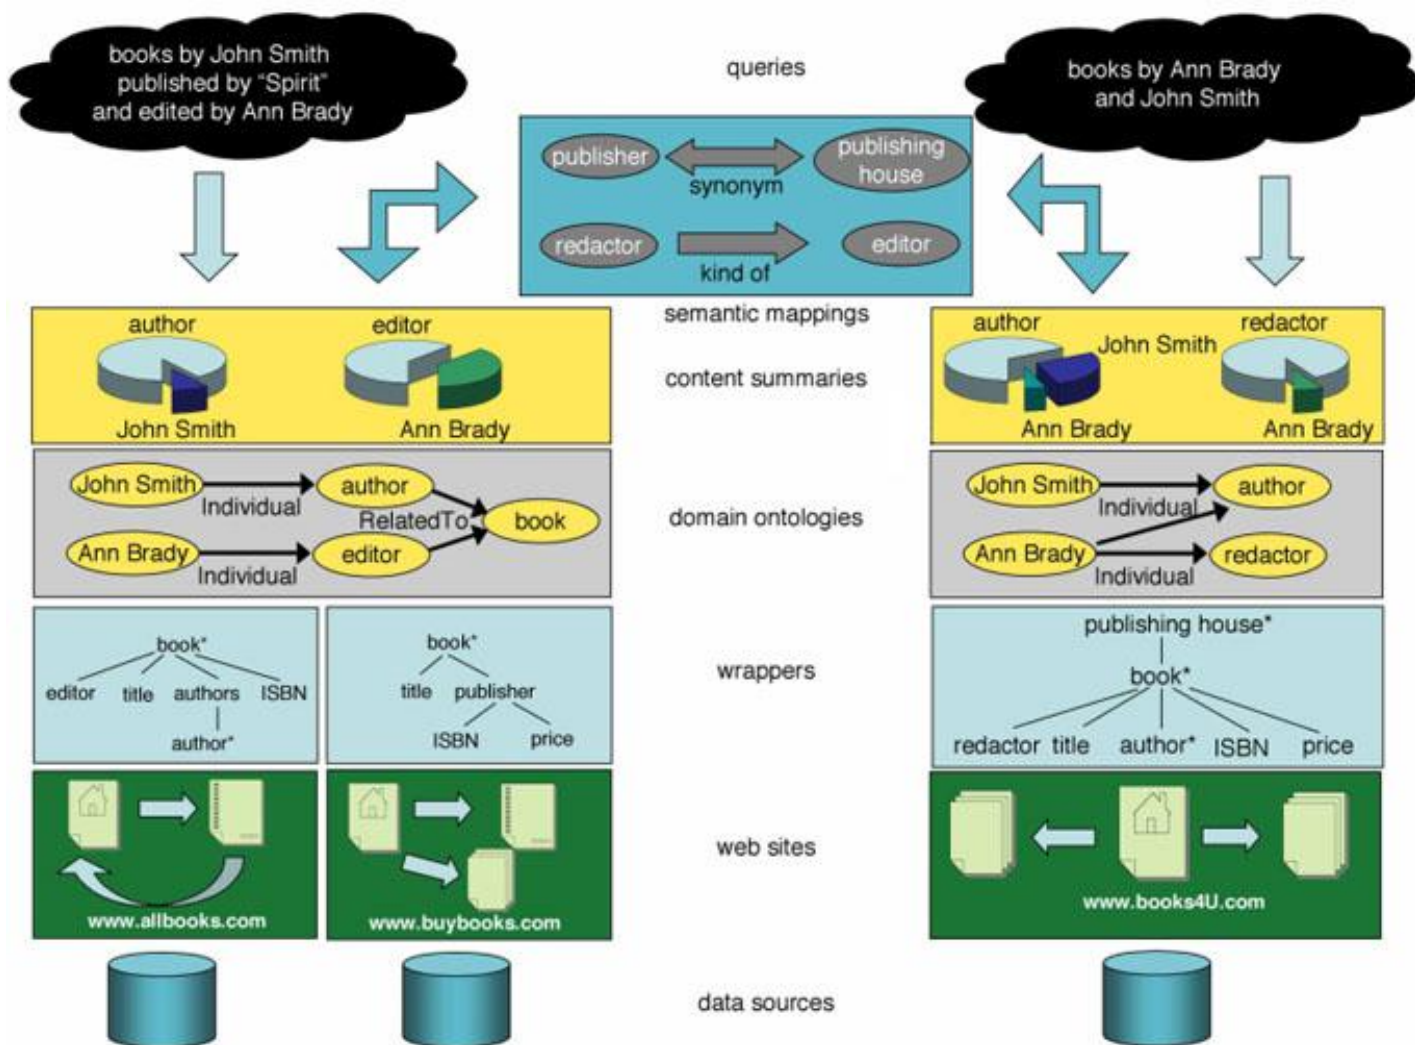 books by John Smith
published by “Spirit”
and edited by Ann Brady
queries
books by Ann Brady
and John Smith
publisher
synonym
publishing
house
redactor
kind of
editor
semantic mappings
content summaries
author
editor
John Smith
Ann Brady
author
John Smith
redactor
Ann Brady
Ann Brady
John Smith
Individual
author
RelatedTo
book
Ann Brady
Individual
editor
domain ontologies
John Smith
Individual
author
Ann Brady
Individual
redactor
book*
editor title authors ISBN
author*
book*
title publisher
ISBN price
wrappers
publishing house*
book*
redactor title author* ISBN price
www.allbooks.com
www.buybooks.com
web sites
www.books4U.com
data sources